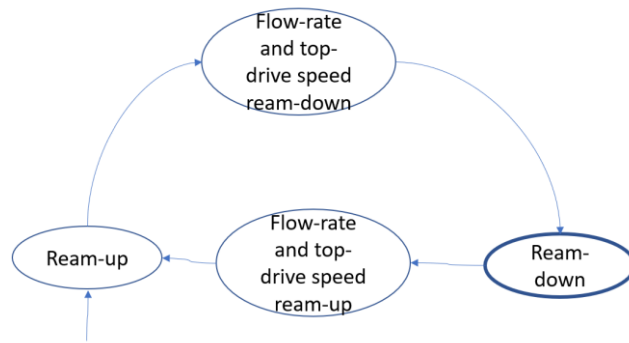 Flow-rate
and top-
drive speed
ream-down
Ream-up
Flow-rate
and top-
drive speed
ream-up
Ream-
down